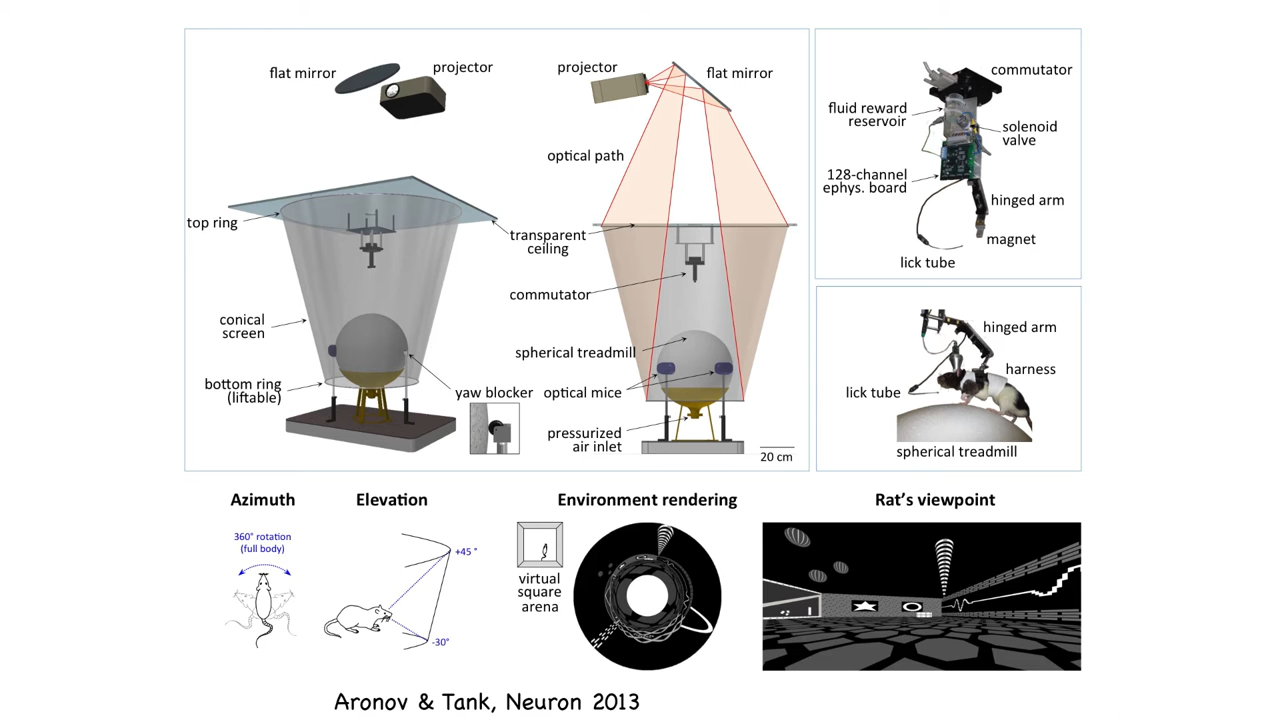 flat mirror
projector
top ring
conical
screen
bottom ring
(liftable)
yaw blocker
projector
flat mirror
optical path
transparent
ceiling
commutator
spherical treadmill
optical mice
pressurized
air inlet
20 cm
commutator
fluid reward
reservoir
solenoid
valve
128-channel
ephys. board
hinged arm
magnet
lick tube
hinged arm
harness
lick tube
spherical treadmill
Azimuth
360° rotation
(full body)
Elevation
+45 °
-30°
Environment rendering
virtual
square
arena
Rat's viewpoint
Aronov & Tank, Neuron 2013